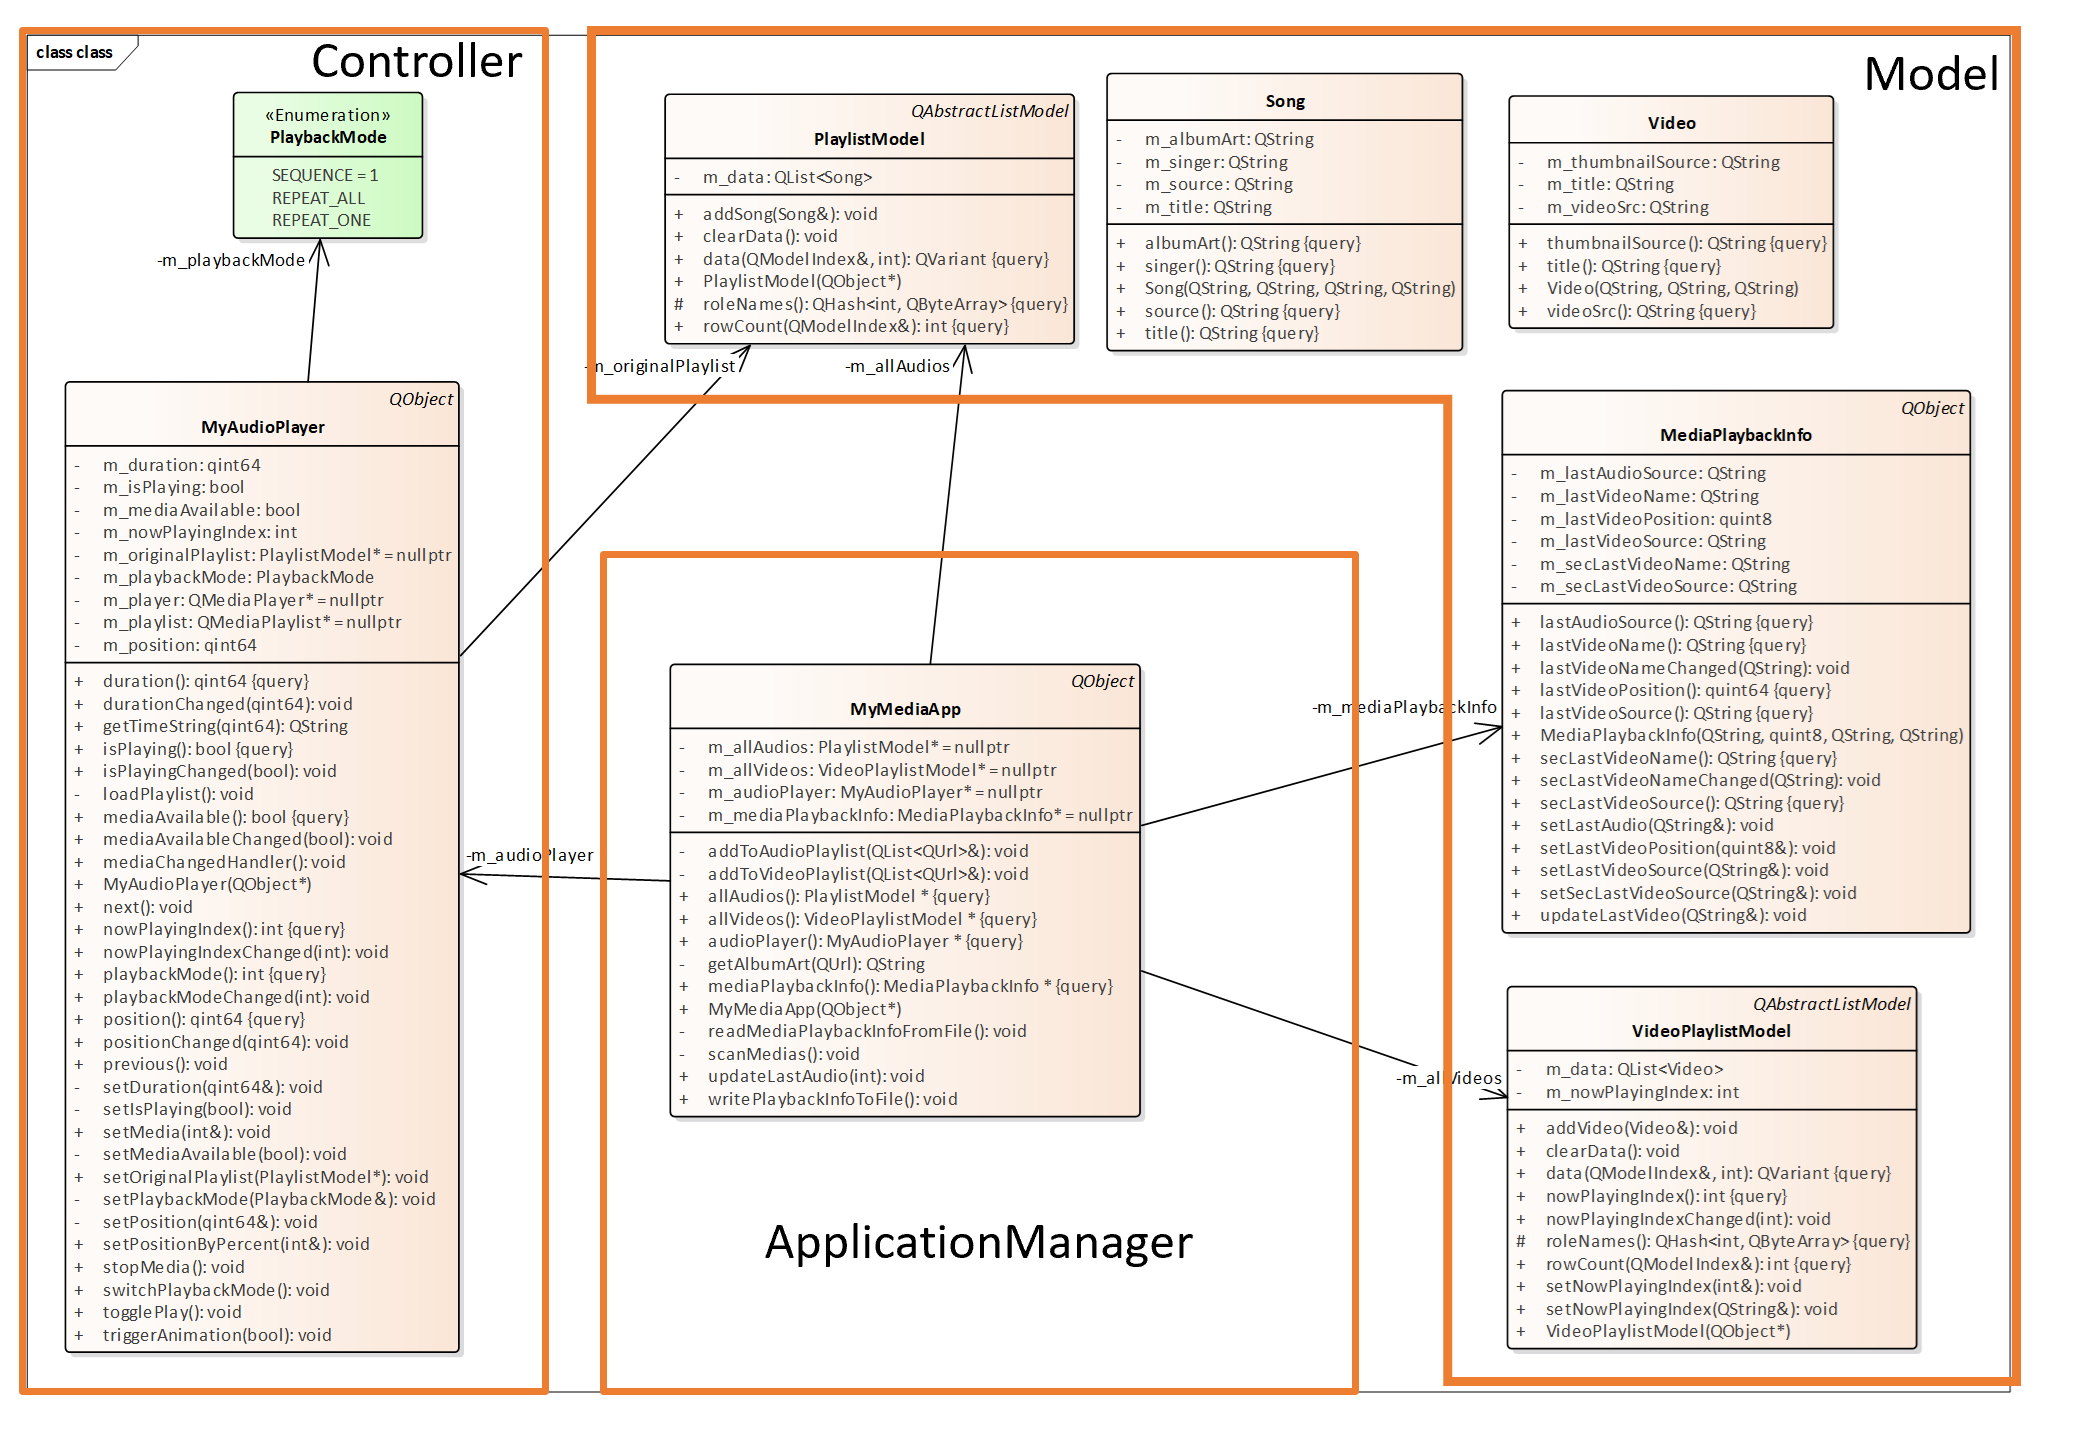 class class
Controller
«Enumeration»
PlaybackMode
SEQUENCE = 1
REPEAT_ALL
REPEAT_ONE
-m_playbackMode
QObject
MyAudioPlayer
- m_duration: qint64
- m_isPlaying: bool
- m_mediaAvailable: bool
- m_nowPlayingIndex: int
- m_originalPlaylist: PlaylistModel* = nullptr
- m_playbackMode: PlaybackMode
- m_player: QMediaPlayer* = nullptr
- m_playlist: QMediaPlaylist* = nullptr
- m_position: qint64
+ duration(): qint64 {query}
+ durationChanged(qint64): void
+ getTimeString(qint64): QString
+ isPlaying(): bool {query}
+ isPlayingChanged(bool): void
- loadPlaylist(): void
+ mediaAvailable(): bool {query}
+ mediaAvailableChanged(bool): void
+ mediaChangedHandler(): void
+ MyAudioPlayer(QObject*)
+ next(): void
+ nowPlayingIndex(): int {query}
+ nowPlayingIndexChanged(int): void
+ playbackMode(): int {query}
+ playbackModeChanged(int): void
+ position(): qint64 {query}
+ positionChanged(qint64): void
+ previous(): void
- setDuration(qint64&): void
- setIsPlaying(bool): void
+ setMedia(int&): void
- setMediaAvailable(bool): void
+ setOriginalPlaylist(PlaylistModel*): void
- setPlaybackMode(PlaybackMode&): void
- setPosition(qint64&): void
+ setPositionByPercent(int&): void
+ stopMedia(): void
+ switchPlaybackMode(): void
+ togglePlay(): void
+ triggerAnimation(bool): void
Model
QAbstractListModel
PlaylistModel
- m_data: QList<Song>
+ addSong(Song&): void
+ clearData(): void
+ data(QModelIndex&, int): QVariant {query}
+ PlaylistModel(QObject*)
# roleNames(): QHash<int, QByteArray> {query}
+ rowCount(QModelIndex&): int {query}
-m_originalPlaylist
-m_allAudios
Song
- m_albumArt: QString
- m_singer: QString
- m_source: QString
- m_title: QString
+ albumArt(): QString {query}
+ singer(): QString {query}
+ Song(QString, QString, QString, QString)
+ source(): QString {query}
+ title(): QString {query}
Video
- m_thumbnailSource: QString
- m_title: QString
- m_videoSrc: QString
+ thumbnailSource(): QString {query}
+ title(): QString {query}
+ Video(QString, QString, QString)
+ videoSrc(): QString {query}
QObject
MyMediaApp
- m_allAudios: PlaylistModel* = nullptr
- m_allVideos: VideoPlaylistModel* = nullptr
- m_audioPlayer: MyAudioPlayer* = nullptr
- m_mediaPlaybackInfo: MediaPlaybackInfo* = nullptr
- addToAudioPlaylist(QList<QUrl>&): void
- addToVideoPlaylist(QList<QUrl>&): void
+ allAudios(): PlaylistModel * {query}
+ allVideos(): VideoPlaylistModel * {query}
+ audioPlayer(): MyAudioPlayer * {query}
- getAlbumArt(QUrl): QString
+ mediaPlaybackInfo(): MediaPlaybackInfo * {query}
+ MyMediaApp(QObject*)
- readMediaPlaybackInfoFromFile(): void
- scanMedias(): void
+ updateLastAudio(int): void
+ writePlaybackInfoToFile(): void
-m_audioPlayer
-m_mediaPlaybackInfo
-m_allVideos
ApplicationManager
QObject
MediaPlaybackInfo
- m_lastAudioSource: QString
- m_lastVideoName: QString
- m_lastVideoPosition: quint8
- m_lastVideoSource: QString
- m_secLastVideoName: QString
- m_secLastVideoSource: QString
+ lastAudioSource(): QString {query}
+ lastVideoName(): QString {query}
+ lastVideoNameChanged(QString): void
+ lastVideoPosition(): quint64 {query}
+ lastVideoSource(): QString {query}
+ MediaPlaybackInfo(QString, quint8, QString, QString)
+ secLastVideoName(): QString {query}
+ secLastVideoNameChanged(QString): void
+ secLastVideoSource(): QString {query}
+ setLastAudio(QString&): void
+ setLastVideoPosition(quint8&): void
+ setLastVideoSource(QString&): void
+ setSecLastVideoSource(QString&): void
+ updateLastVideo(QString&): void
QAbstractListModel
VideoPlaylistModel
- m_data: QList<Video>
- m_nowPlayingIndex: int
+ addVideo(Video&): void
+ clearData(): void
+ data(QModelIndex&, int): QVariant {query}
+ nowPlayingIndex(): int {query}
+ nowPlayingIndexChanged(int): void
# roleNames(): QHash<int, QByteArray> {query}
+ rowCount(QModelIndex&): int {query}
+ setNowPlayingIndex(int&): void
+ setNowPlayingIndex(QString&): void
+ VideoPlaylistModel(QObject*)